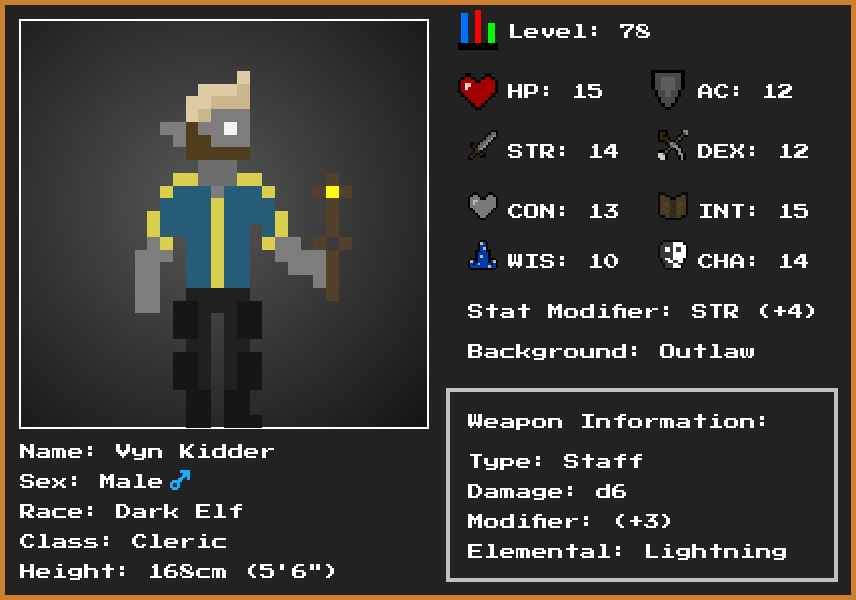 Level: 78
HP: 15
AC: 12
STR: 14
DEX: 12
CON: 13
INT: 15
WIS: 10
CHA: 14
Stat Modifier: STR (+4)
Background: Outlaw
Weapon Information:
Type: Staff
Damage: d6
Modifier: (+3)
Elemental: Lightning
Name: Vyn Kidder
Sex: Male♂
Race: Dark Elf
Class: Cleric
Height: 168cm (5'6")